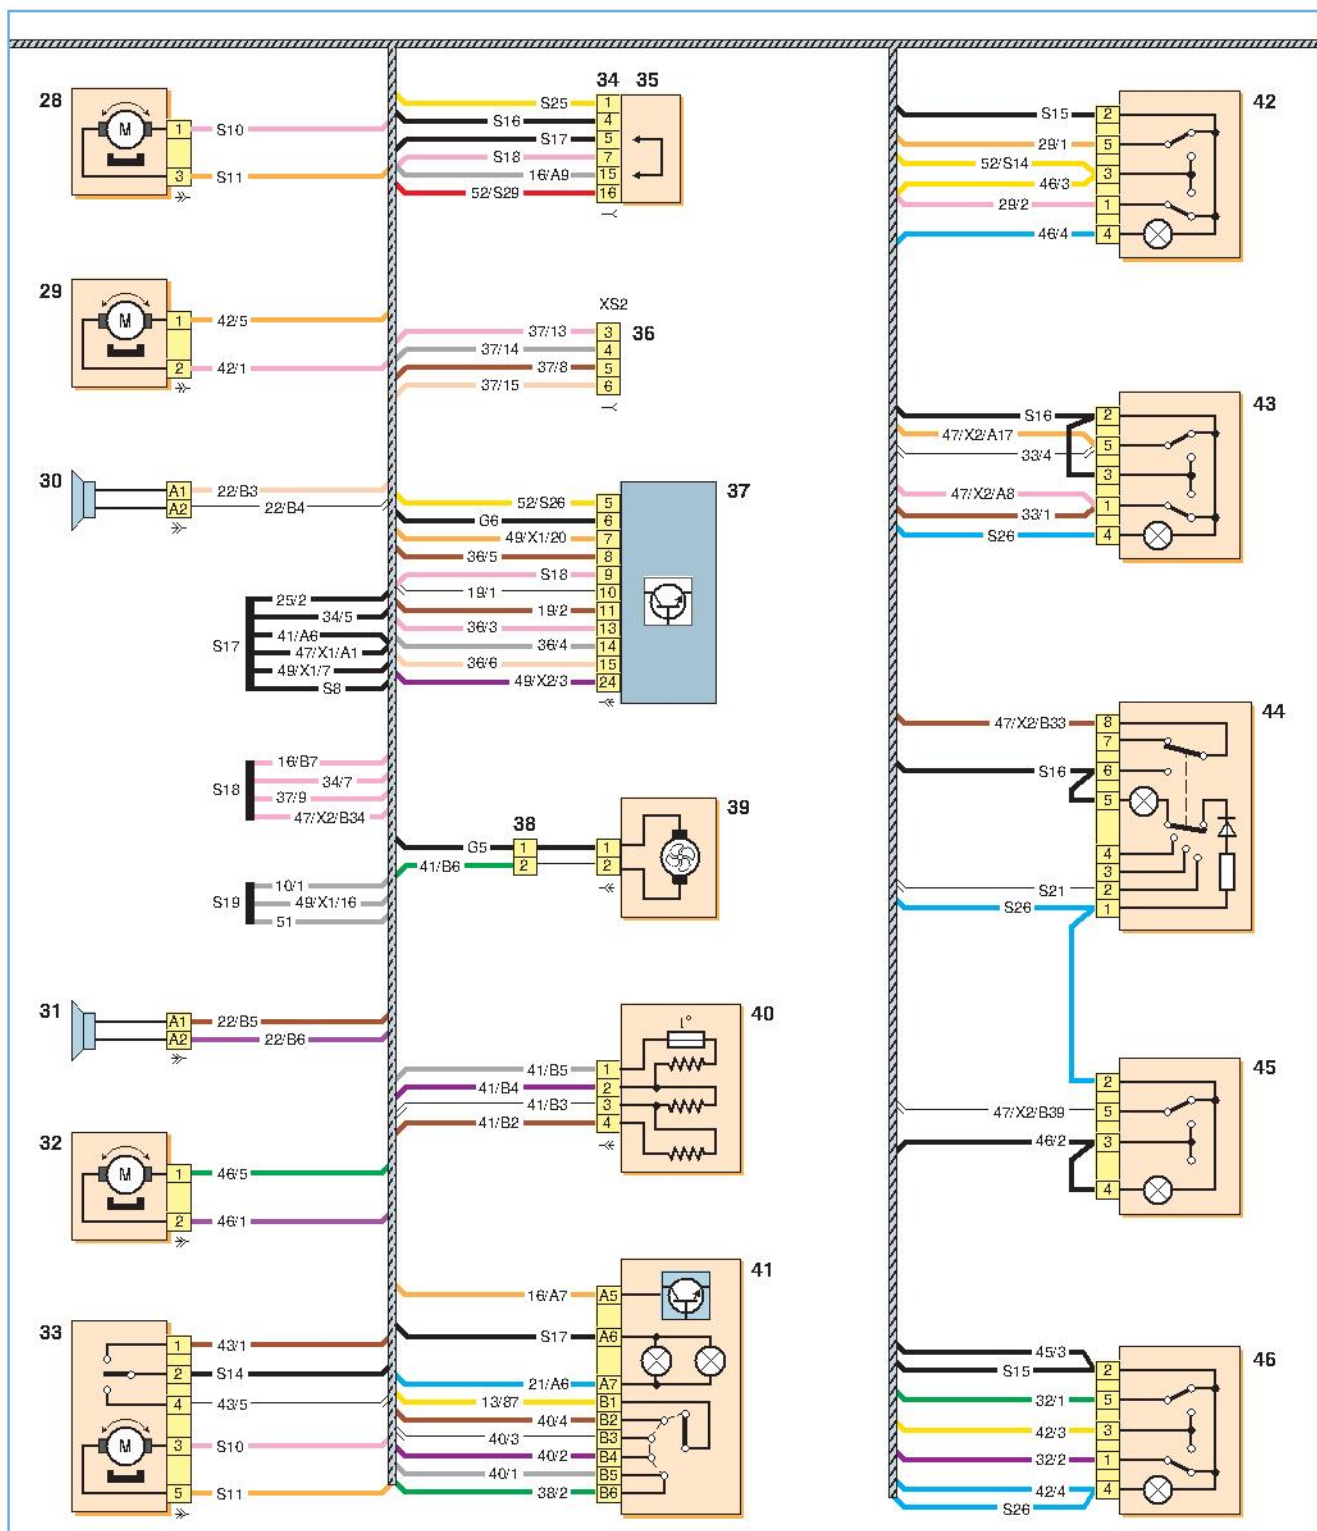 28
M
1 S10
3 S11
29
M
1 42/5
2 42/1
30
A1 22/B3
A2 22/B4
S17
25/2
34/5
41/A6
47/X1/A1
49/X1/7
S8
S18
16/B7
34/7
37/9
47/X2/B34
S19
10/1
49/X1/16
51
31
A1 22/B5
A2 22/B6
32
M
1 46/5
2 46/1
33
1 43/1
2 S14
4 43/5
M
3 S10
5 S11
34 35
S25 1
S16 4
S17 5
S18 7
16/A9 15
52/S29 16
XS2
36
37/13 3
37/14 4
37/8 5
37/15 6
37
52/S26 5
G6 6
49/X1/20 7
36/5 8
S18 9
19/1 10
19/2 11
36/3 13
36/4 14
36/6 15
49/X2/3 24
38 39
G5 1 1
41/B6 2 2
40
t°
41/B5 1
41/B4 2
41/B3 3
41/B2 4
41
16/A7 A5
S17 A6
21/A6 A7
13/87 B1
40/4 B2
40/3 B3
40/2 B4
40/1 B5
38/2 B6
42
S15 2
29/1 5
52/S14
3
46/3
29/2 1
46/4 4
43
S16 2
47/X2/A17
5
33/4
3
47/X2/A8
1
33/1
S26 4
44
47/X2/B33 8
7
S16 6
5
4
3
S21 2
S26 1
45
2
47/X2/B39 5
46/2 3
4
46
45/3
2
S15
32/1 5
42/3 3
32/2 1
42/4 4
S26